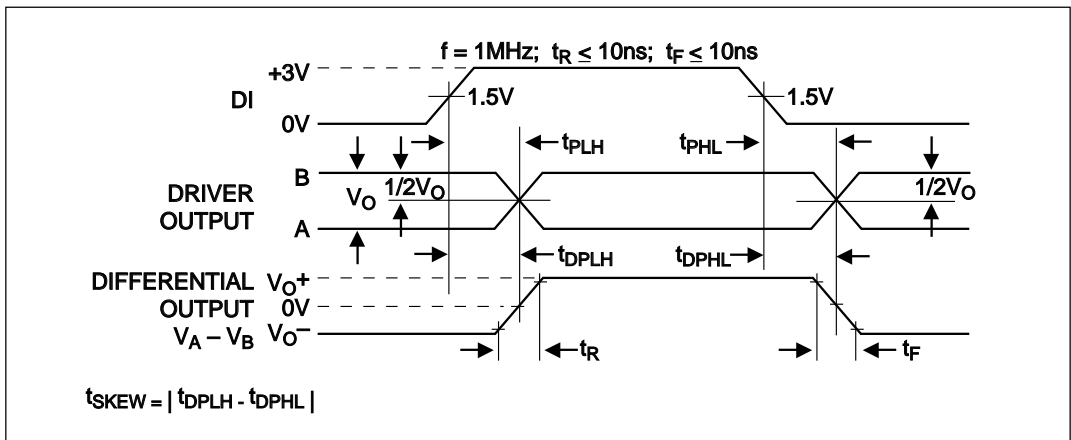 f = 1MHz; tR ≤ 10ns; tF ≤ 10ns
+3V
DI
1.5V
1.5V
0V
tPLH
tPHL
B
DRIVER
OUTPUT
VO
1/2VO
1/2VO
A
tDPLH
tDPHL
DIFFERENTIAL
OUTPUT
VA – VB
VO+
0V
VO–
tR
tF
tSKEW = | tDPLH - tDPHL |